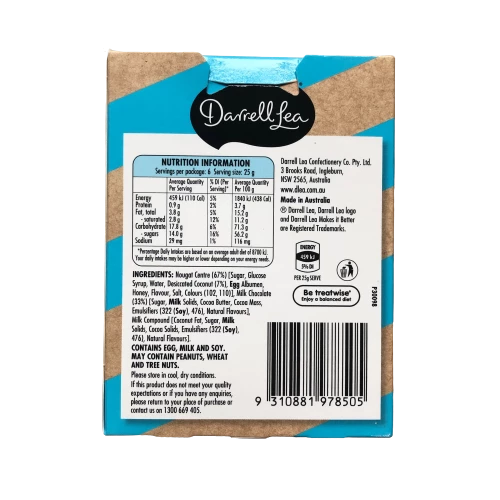 Darrell Lea
NUTRITION INFORMATION
Servings per package: 6 Serving size: 25 g
Average Quantity Per Serving % DI (Per Serving)* Average Quantity Per 100 g
Energy 459 kJ (110 Cal) 5% 1840 kJ (438 Cal)
Protein 0.9 g 2% 3.7 g
Fat, total 3.8 g 5% 15.2 g
- saturated 2.8 g 12% 11.2 g
Carbohydrate 17.8 g 6% 71.3 g
- sugars 14.0 g 16% 56.2 g
Sodium 29 mg 1% 116 mg
*Percentage Daily Intakes are based on an average adult diet of 8700 kJ.
Your daily intakes may be higher or lower depending on your energy needs.
INGREDIENTS: Nougat Centre (67%) [Sugar, Glucose
Syrup, Water, Desiccated Coconut (7%), Egg Albumen,
Honey, Flavour, Salt, Colours (102, 110)], Milk Chocolate
(33%) [Sugar, Milk Solids, Cocoa Butter, Cocoa Mass,
Emulsifiers (322 (Soy), 476), Natural Flavours],
Milk Compound [Coconut Fat, Sugar, Milk
Solids, Cocoa Solids, Emulsifiers (322 (Soy),
476), Natural Flavours].
CONTAINS EGG, MILK AND SOY.
MAY CONTAIN PEANUTS, WHEAT
AND TREE NUTS.
Please store in cool, dry conditions.
If this product does not meet your quality
expectations or if you have any enquiries,
please return to your place of purchase or
contact us on 1300 669 405.
Darrell Lea Confectionery Co. Pty. Ltd.
3 Brooks Road, Ingleburn,
NSW 2565, Australia
www.dlea.com.au
Made in Australia
® Darrell Lea, Darrell Lea logo
and Darrell Lea Makes it Better
are Registered Trademarks.
ENERGY
459 kJ
5% DI
PER 25g SERVE
Be treatwise®
Enjoy a balanced diet
P30098
9 310881 978505